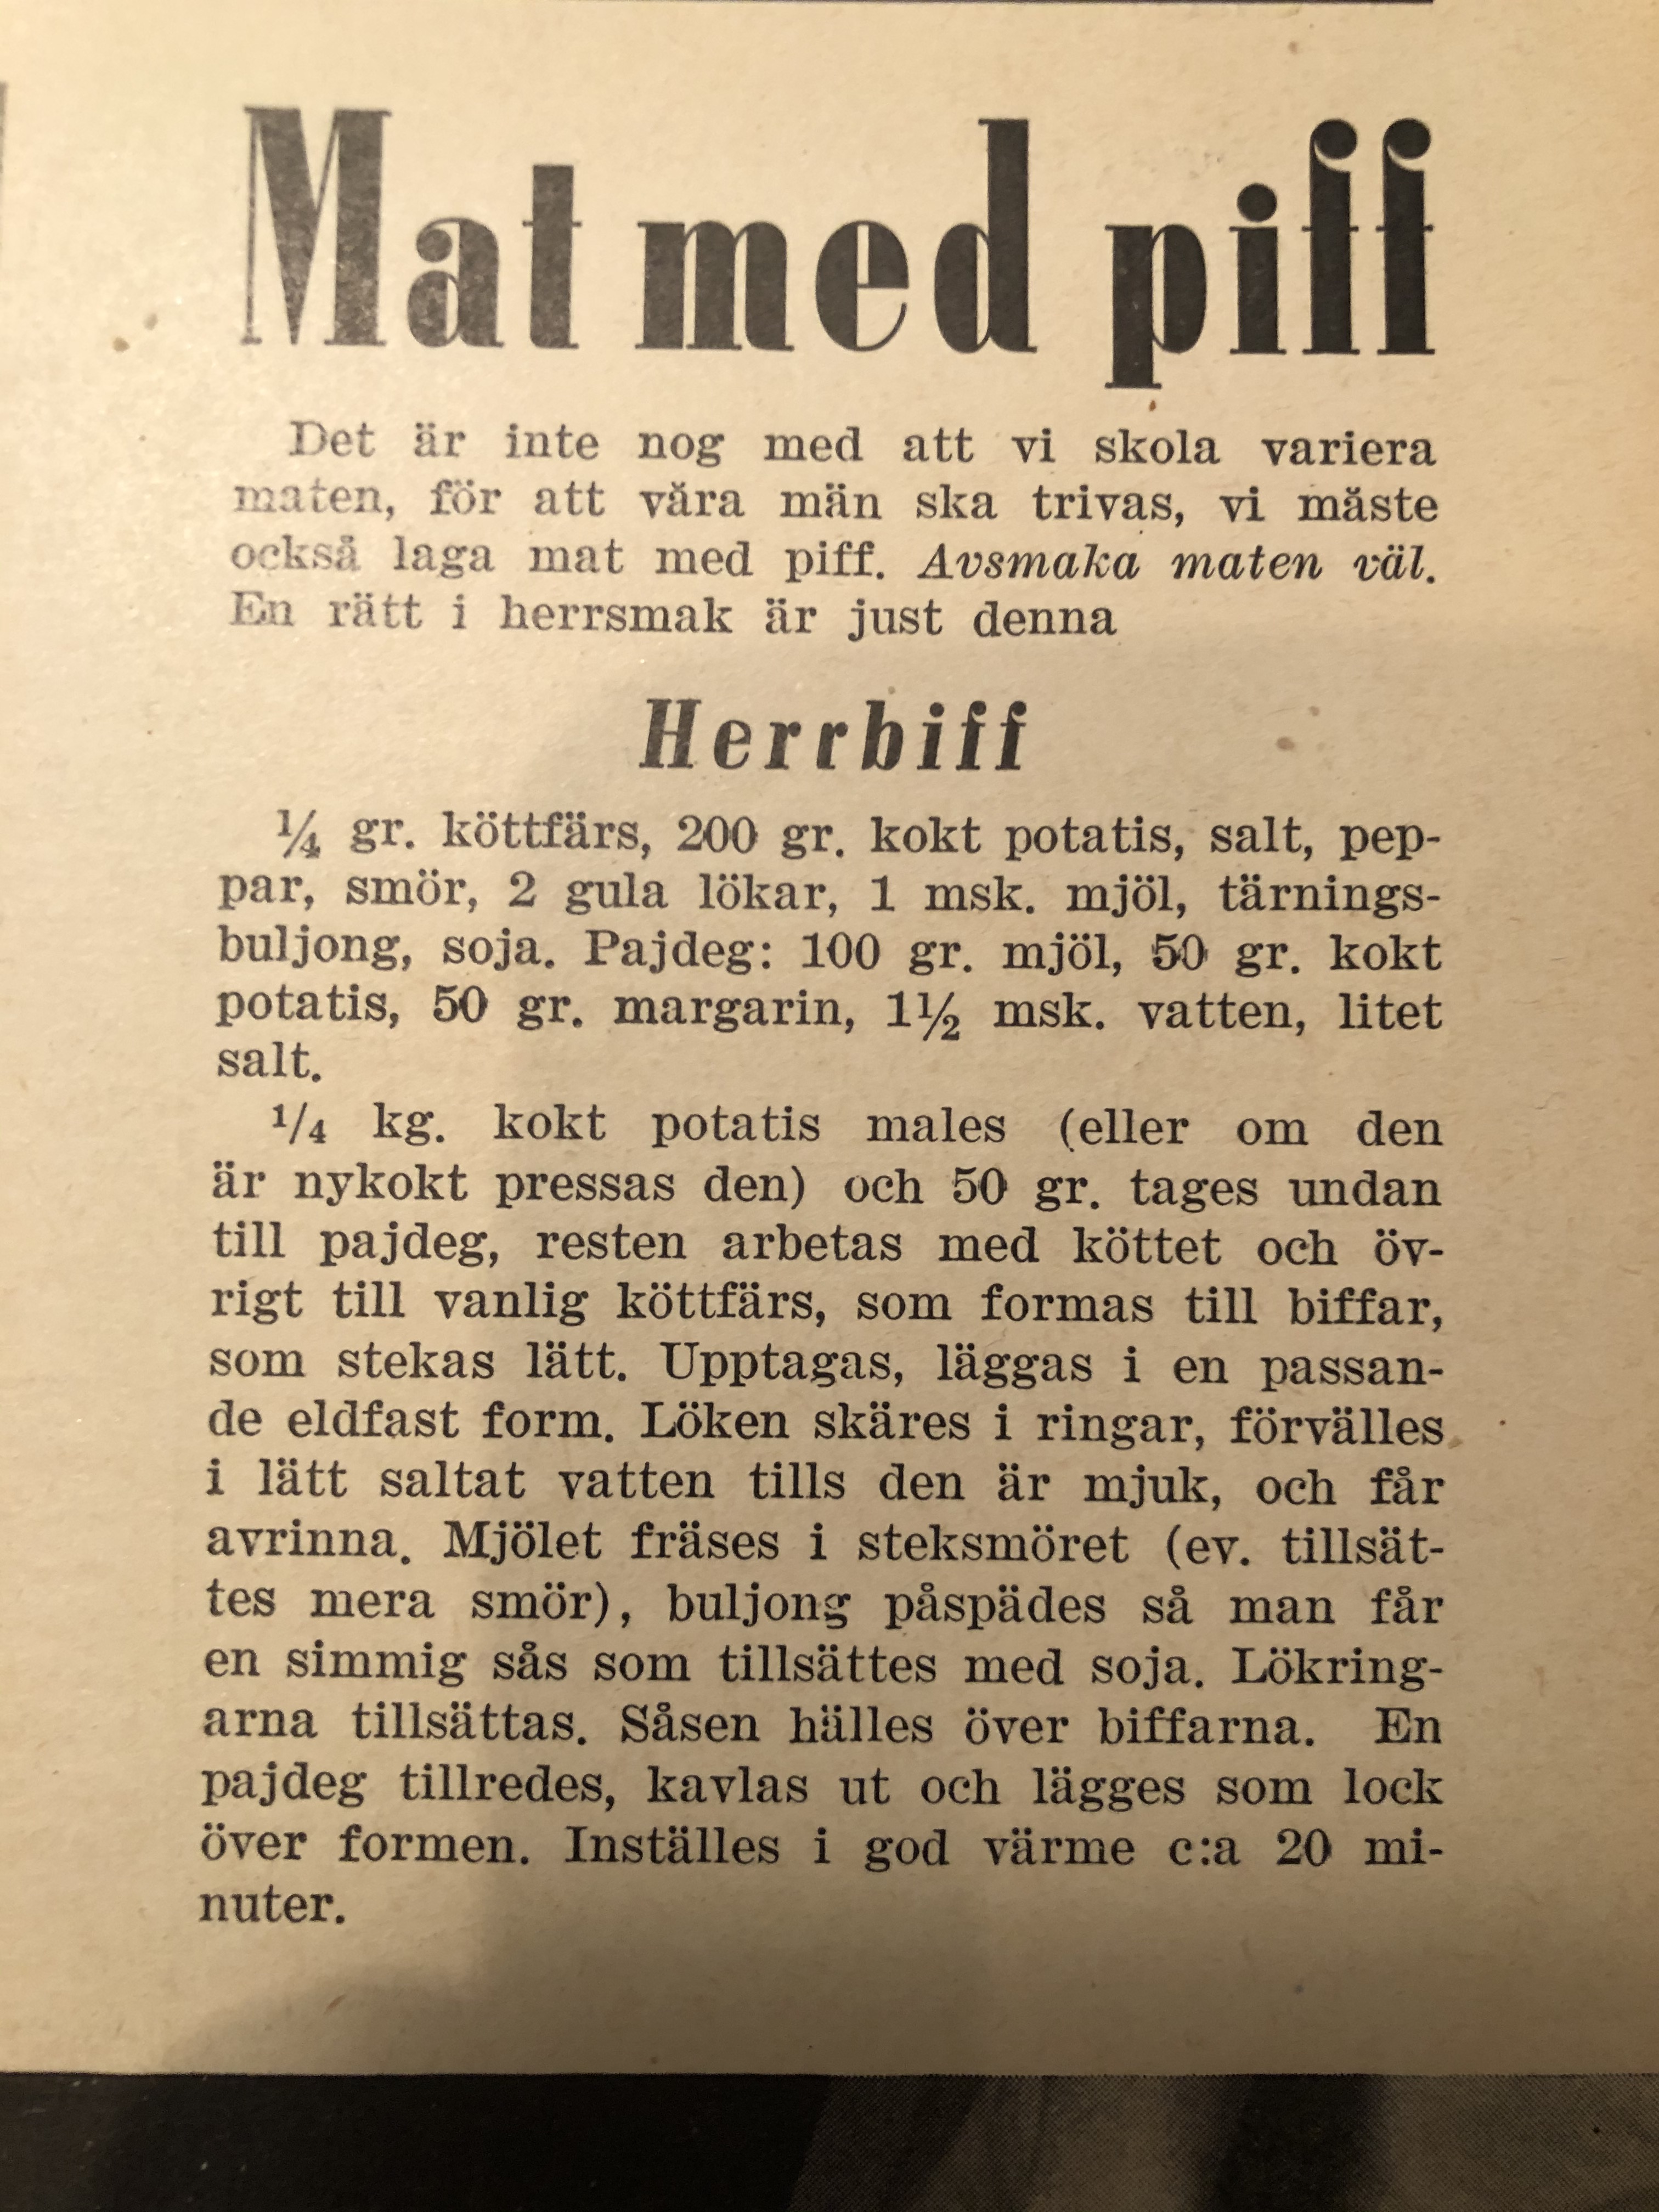 Mat med piff
Det är inte nog med att vi skola variera
maten, för att våra män ska trivas, vi måste
också laga mat med piff. Avsmaka maten väl.
En rätt i herrsmak är just denna
Herrbiff
¼ gr. köttfärs, 200 gr. kokt potatis, salt, pep-
par, smör, 2 gula lökar, 1 msk. mjöl, tärnings-
buljong, soja. Pajdeg: 100 gr. mjöl, 50 gr. kokt
potatis, 50 gr. margarin, 1½ msk. vatten, litet
salt.
1/4 kg. kokt potatis males (eller om den
är nykokt pressas den) och 50 gr. tages undan
till pajdeg, resten arbetas med köttet och öv-
rigt till vanlig köttfärs, som formas till biffar,
som stekas lätt. Upptagas, läggas i en passan-
de eldfast form. Löken skäres i ringar, förvälles
i lätt saltat vatten tills den är mjuk, och får
avrinna. Mjölet fräses i steksmöret (ev. tillsät-
tes mera smör), buljong påspädes så man får
en simmig sås som tillsättes med soja. Lökring-
arna tillsättas. Såsen hälles över biffarna. En
pajdeg tillredes, kavlas ut och lägges som lock
över formen. Inställes i god värme c:a 20 mi-
nuter.